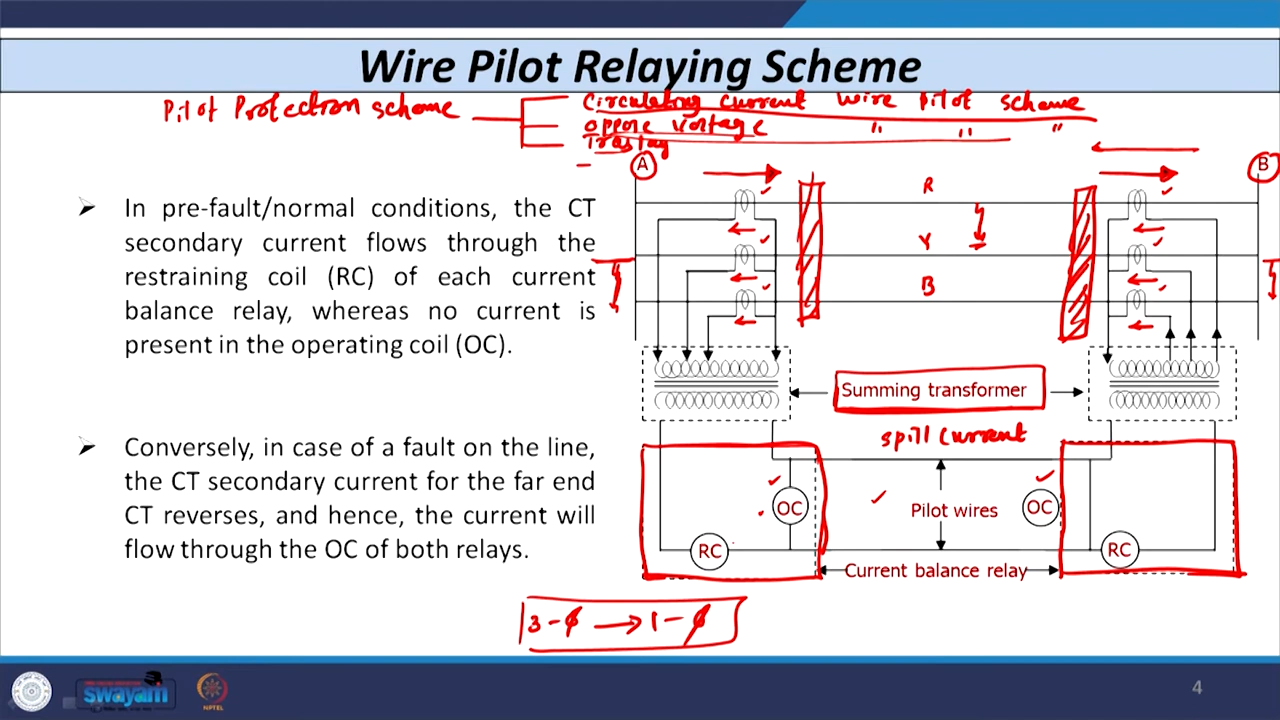 Wire Pilot Relaying Scheme
Pilot Protection scheme
Circulating current wire pilot scheme
oppose voltage " " "
A
B
➤ In pre-fault/normal conditions, the CT
secondary current flows through the
restraining coil (RC) of each current
balance relay, whereas no current is
present in the operating coil (OC).
➤ Conversely, in case of a fault on the line,
the CT secondary current for the far end
CT reverses, and hence, the current will
flow through the OC of both relays.
R
Y
B
Summing transformer
spill current
OC
Pilot wires
OC
RC
RC
Current balance relay
3-φ → 1-φ
swayam
NPTEL
4